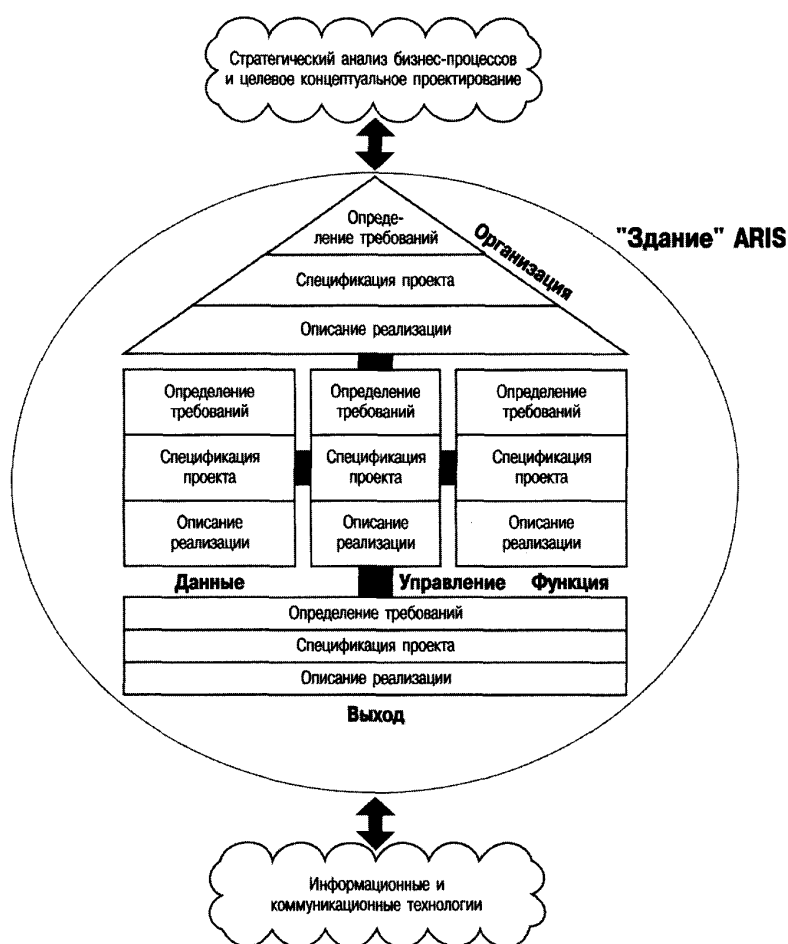 Стратегический анализ бизнес-процессов
и целевое концептуальное проектирование
"Здание" ARIS
Опреде-
ление требований
Организация
Спецификация проекта
Описание реализации
Определение
требований
Определение
требований
Определение
требований
Спецификация
проекта
Спецификация
проекта
Спецификация
проекта
Описание
реализации
Описание
реализации
Описание
реализации
Данные
Управление
Функция
Определение требований
Спецификация проекта
Описание реализации
Выход
Информационные и
коммуникационные технологии